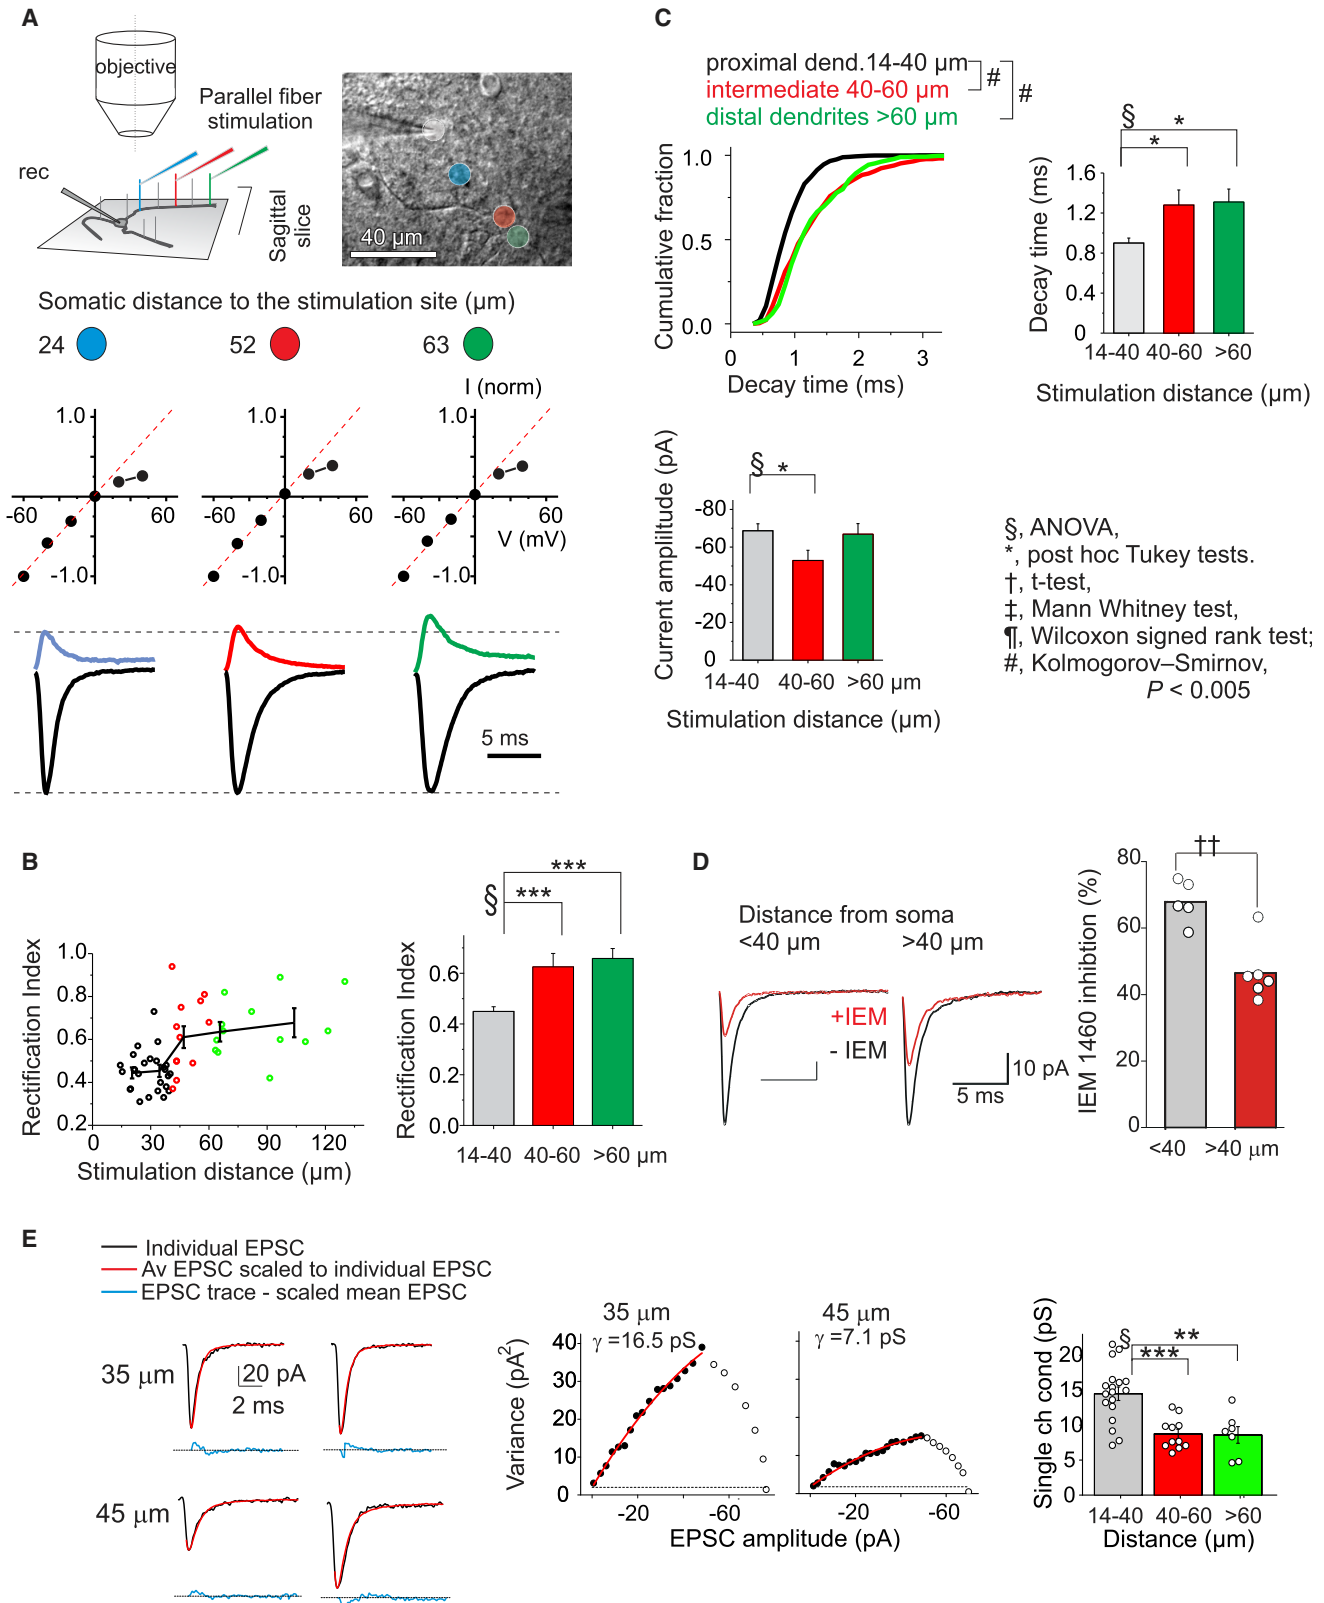 A
objective
Parallel fiber
stimulation
rec
Sagittal
slice
40 µm
Somatic distance to the stimulation site (µm)
24
52
63
I (norm)
1.0
1.0
1.0
-60
60
-60
60
-60
60
V (mV)
-1.0
-1.0
-1.0
5 ms
C
proximal dend.14-40 µm
intermediate 40-60 µm
distal dendrites >60 µm
#
#
Cumulative fraction
1.0
0.5
0.0
0
1
2
3
Decay time (ms)
§
*
*
Decay time (ms)
1.6
1.2
0.8
0.4
0
14-40
40-60
>60
Stimulation distance (µm)
Current amplitude (pA)
§
*
-80
-60
-40
-20
0
14-40
40-60
>60 µm
Stimulation distance (µm)
§, ANOVA,
*, post hoc Tukey tests.
†, t-test,
‡, Mann Whitney test,
¶, Wilcoxon signed rank test;
#, Kolmogorov–Smirnov,
P < 0.005
B
Rectification Index
1.0
0.8
0.6
0.4
0.2
0
30
60
90
120
Stimulation distance (µm)
***
***
§
Rectification Index
0.6
0.4
0.2
0.0
14-40
40-60
>60 µm
D
Distance from soma
<40 µm
>40 µm
+IEM
- IEM
10 pA
5 ms
††
IEM 1460 inhibtion (%)
80
60
40
20
0
<40
>40 µm
E
Individual EPSC
Av EPSC scaled to individual EPSC
EPSC trace - scaled mean EPSC
35 µm
20 pA
2 ms
45 µm
35 µm
γ =16.5 pS
Variance (pA2)
40
30
20
10
0
-20
-60
45 µm
γ =7.1 pS
-20
-60
EPSC amplitude (pA)
Single ch cond (pS)
§
**
***
20
15
10
5
0
14-40
40-60
>60
Distance (µm)